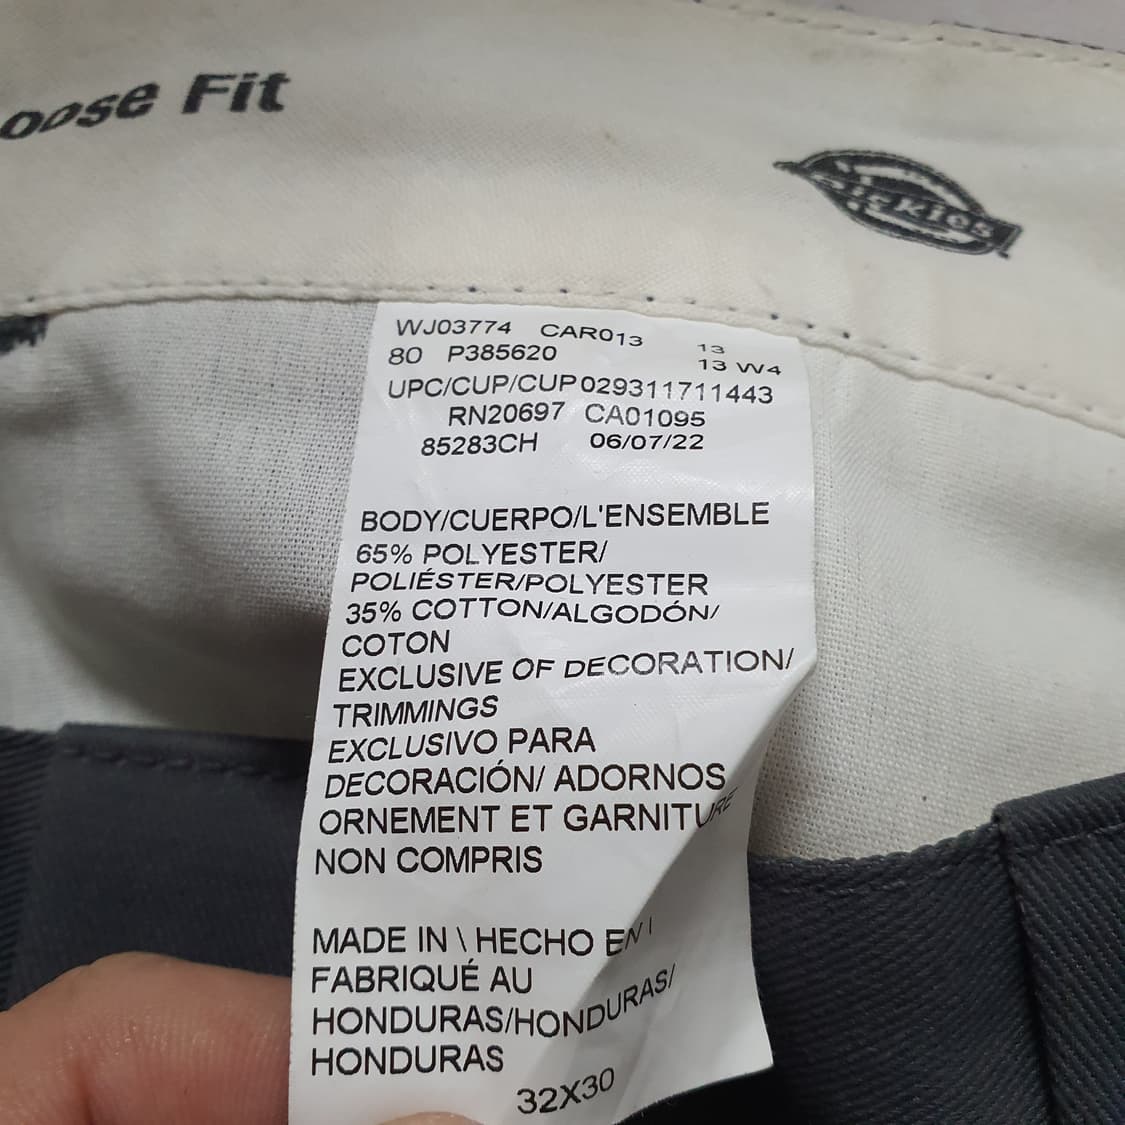 oose Fit
Dickies
WJ03774 CAR013 13
80 P385620 13 W4
UPC/CUP/CUP 029311711443
RN20697 CA01095
85283CH 06/07/22
BODY/CUERPO/L'ENSEMBLE
65% POLYESTER/
POLIÉSTER/POLYESTER
35% COTTON/ALGODÓN/
COTON
EXCLUSIVE OF DECORATION/
TRIMMINGS
EXCLUSIVO PARA
DECORACIÓN/ ADORNOS
ORNEMENT ET GARNITURE
NON COMPRIS
MADE IN \ HECHO EN \
FABRIQUÉ AU
HONDURAS/HONDURAS/
HONDURAS
32X30